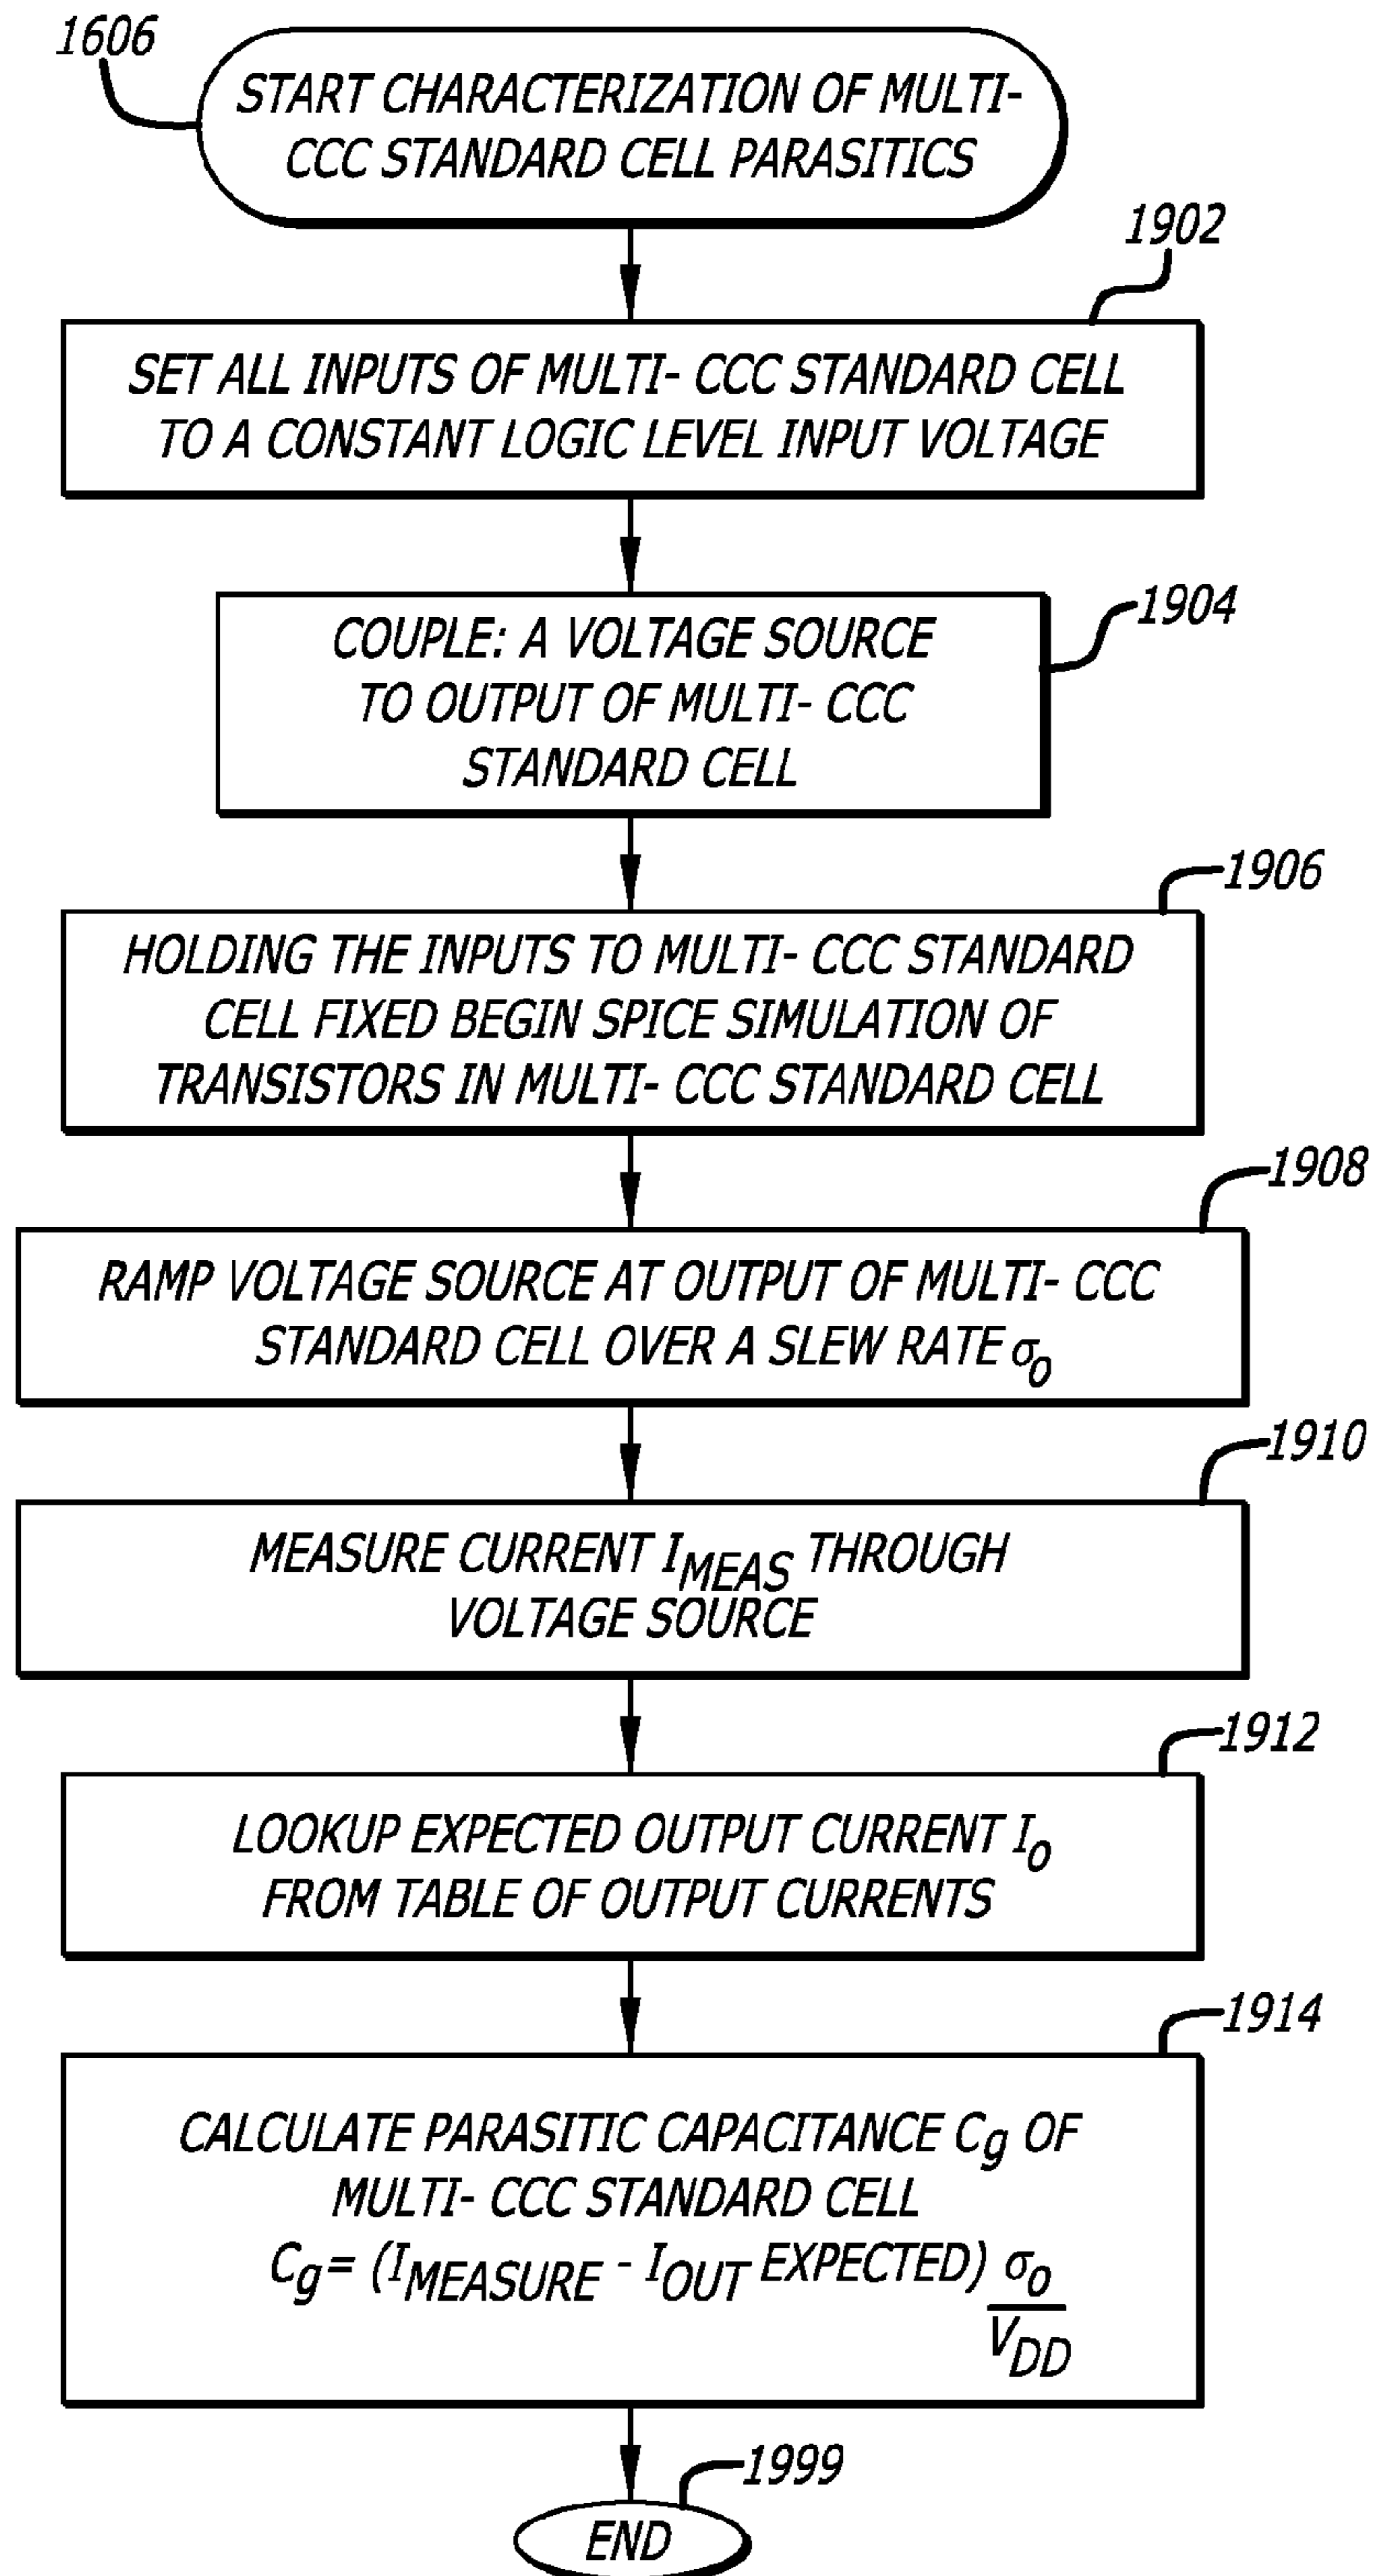 1606
START CHARACTERIZATION OF MULTI-
CCC STANDARD CELL PARASITICS
1902
SET ALL INPUTS OF MULTI- CCC STANDARD CELL
TO A CONSTANT LOGIC LEVEL INPUT VOLTAGE
1904
COUPLE: A VOLTAGE SOURCE
TO OUTPUT OF MULTI- CCC
STANDARD CELL
1906
HOLDING THE INPUTS TO MULTI- CCC STANDARD
CELL FIXED BEGIN SPICE SIMULATION OF
TRANSISTORS IN MULTI- CCC STANDARD CELL
1908
RAMP VOLTAGE SOURCE AT OUTPUT OF MULTI- CCC
STANDARD CELL OVER A SLEW RATE σo
1910
MEASURE CURRENT IMEAS THROUGH
VOLTAGE SOURCE
1912
LOOKUP EXPECTED OUTPUT CURRENT Io
FROM TABLE OF OUTPUT CURRENTS
1914
CALCULATE PARASITIC CAPACITANCE Cg OF
MULTI- CCC STANDARD CELL
Cg = (IMEASURE - IOUT EXPECTED) σo
VDD
1999
END